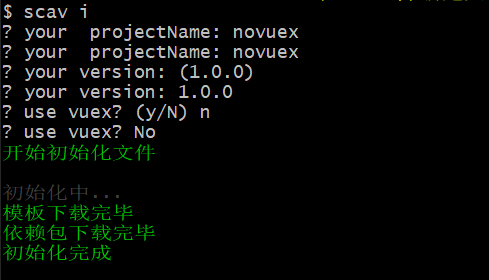 $ scav i
? your  projectName: novuex
? your  projectName: novuex
? your version: (1.0.0)
? your version: 1.0.0
? use vuex? (y/N) n
? use vuex? No
开始初始化文件
初始化中...
模板下载完毕
依赖包下载完毕
初始化完成